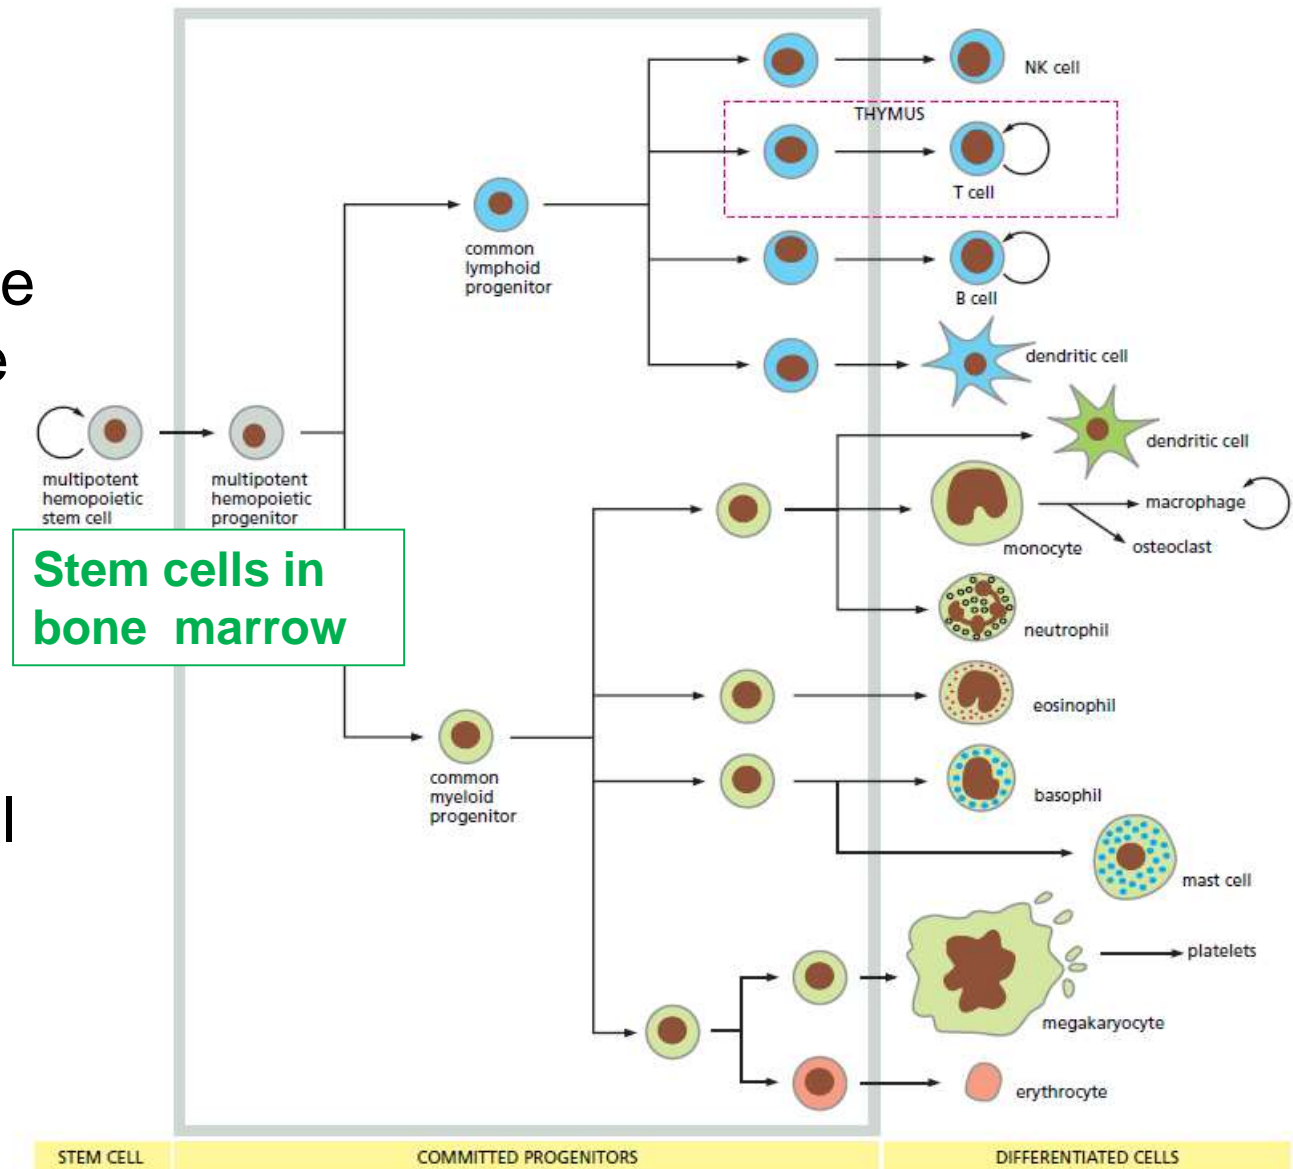 NK cell
THYMUS
T cell
common
lymphoid
progenitor
B cell
e
e
dendritic cell
dendritic cell
multipotent
hemopoietic
stem cell
multipotent
hemopoietic
progenitor
macrophage
monocyte
osteoclast
Stem cells in
bone marrow
neutrophil
eosinophil
common
myeloid
progenitor
basophil
l
mast cell
platelets
megakaryocyte
erythrocyte
STEM CELL
COMMITTED PROGENITORS
DIFFERENTIATED CELLS